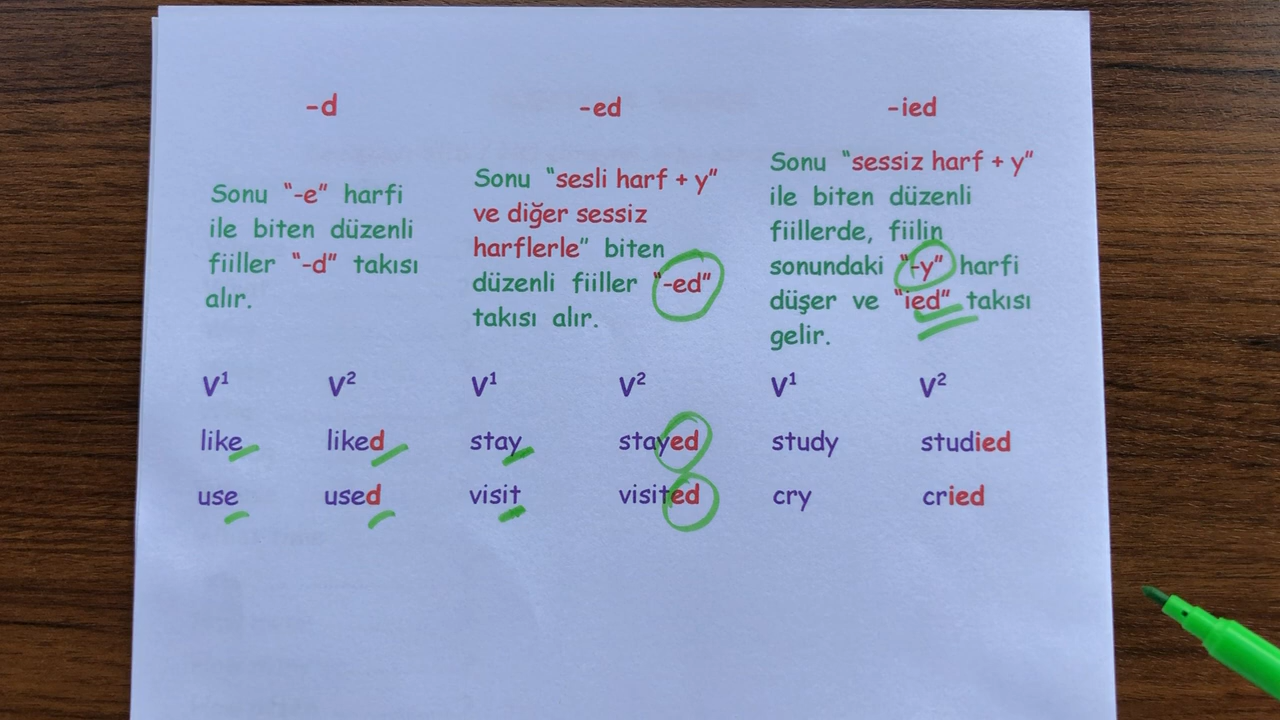 -d
-ed
-ied
Sonu “-e” harfi
ile biten düzenli
fiiller “-d” takısı
alır.
Sonu “sesli harf + y”
ve diğer sessiz
harflerle” biten
düzenli fiiller “-ed”
takısı alır.
Sonu “sessiz harf + y”
ile biten düzenli
fiillerde, fiilin
sonundaki “-y” harfi
düşer ve “ied” takısı
gelir.
V¹ V² V¹ V² V¹ V²
like liked stay stayed study studied
use used visit visited cry cried